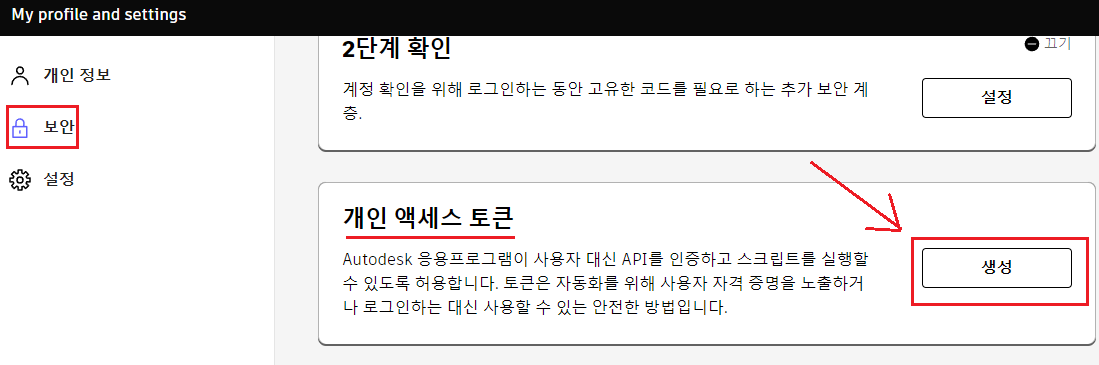 My profile and settings
개인 정보
보안
설정
2단계 확인
끄기
계정 확인을 위해 로그인하는 동안 고유한 코드를 필요로 하는 추가 보안 계
층.
설정
개인 액세스 토큰
Autodesk 응용프로그램이 사용자 대신 API를 인증하고 스크립트를 실행할
수 있도록 허용합니다. 토큰은 자동화를 위해 사용자 자격 증명을 노출하거
나 로그인하는 대신 사용할 수 있는 안전한 방법입니다.
생성